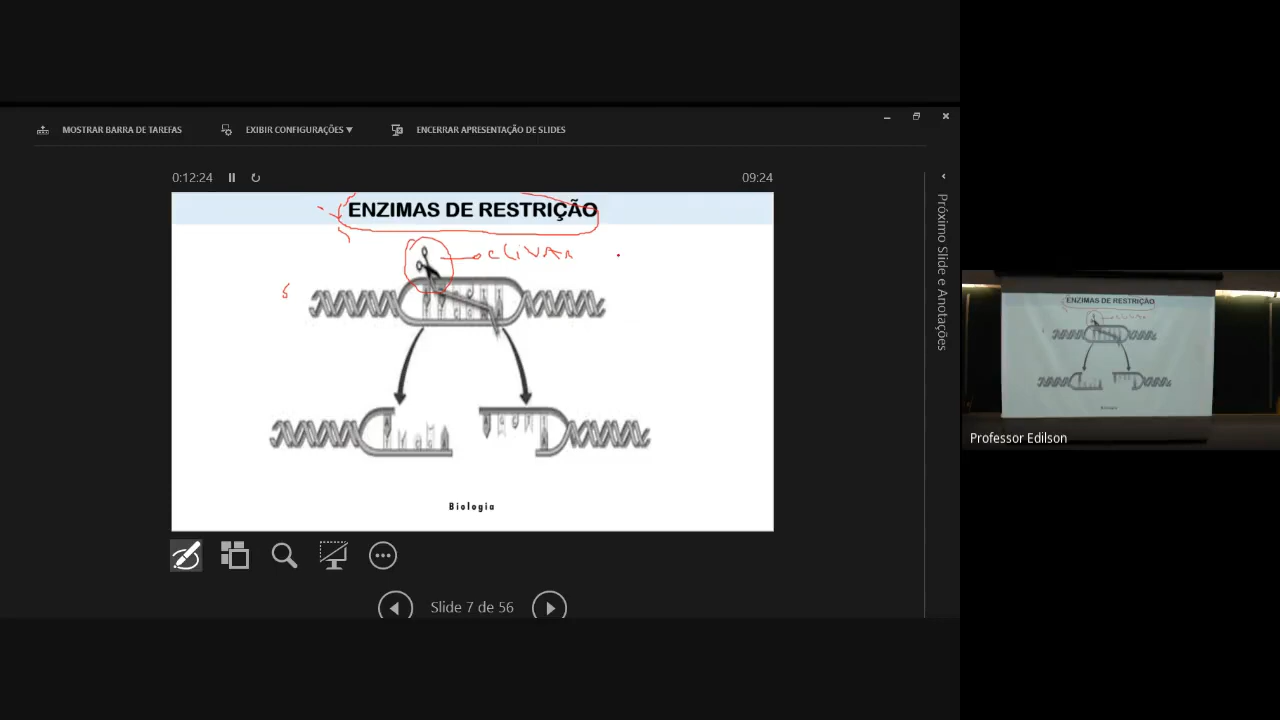 MOSTRAR BARRA DE TAREFAS EXIBIR CONFIGURAÇÕES ▾ ENCERRAR APRESENTAÇÃO DE SLIDES
0:12:24 09:24
ENZIMAS DE RESTRIÇÃO
CLIVAR
Biologia
Slide 7 de 56
Próximo Slide e Anotações
ENZIMAS DE RESTRIÇÃO
Biologia
Professor Edilson